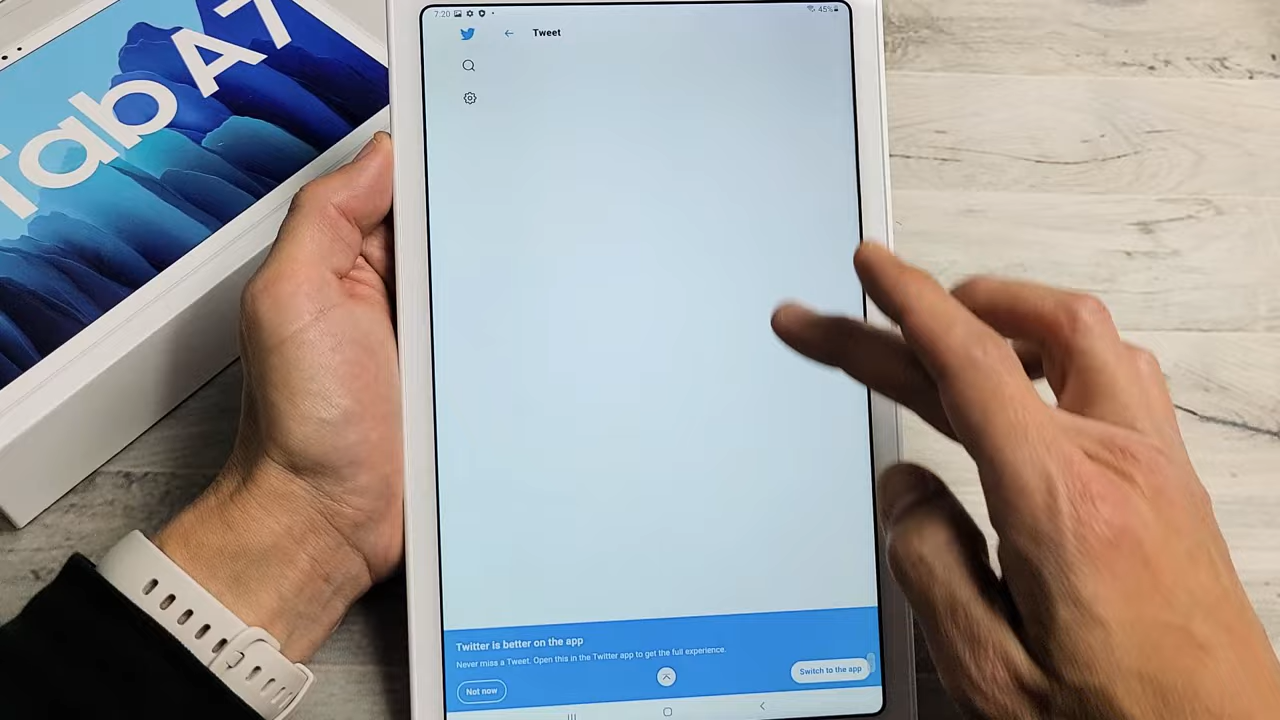 Tab A7
7:20
45%
Tweet
Twitter is better on the app
Never miss a Tweet. Open this in the Twitter app to get the full experience.
Switch to the app
Not now